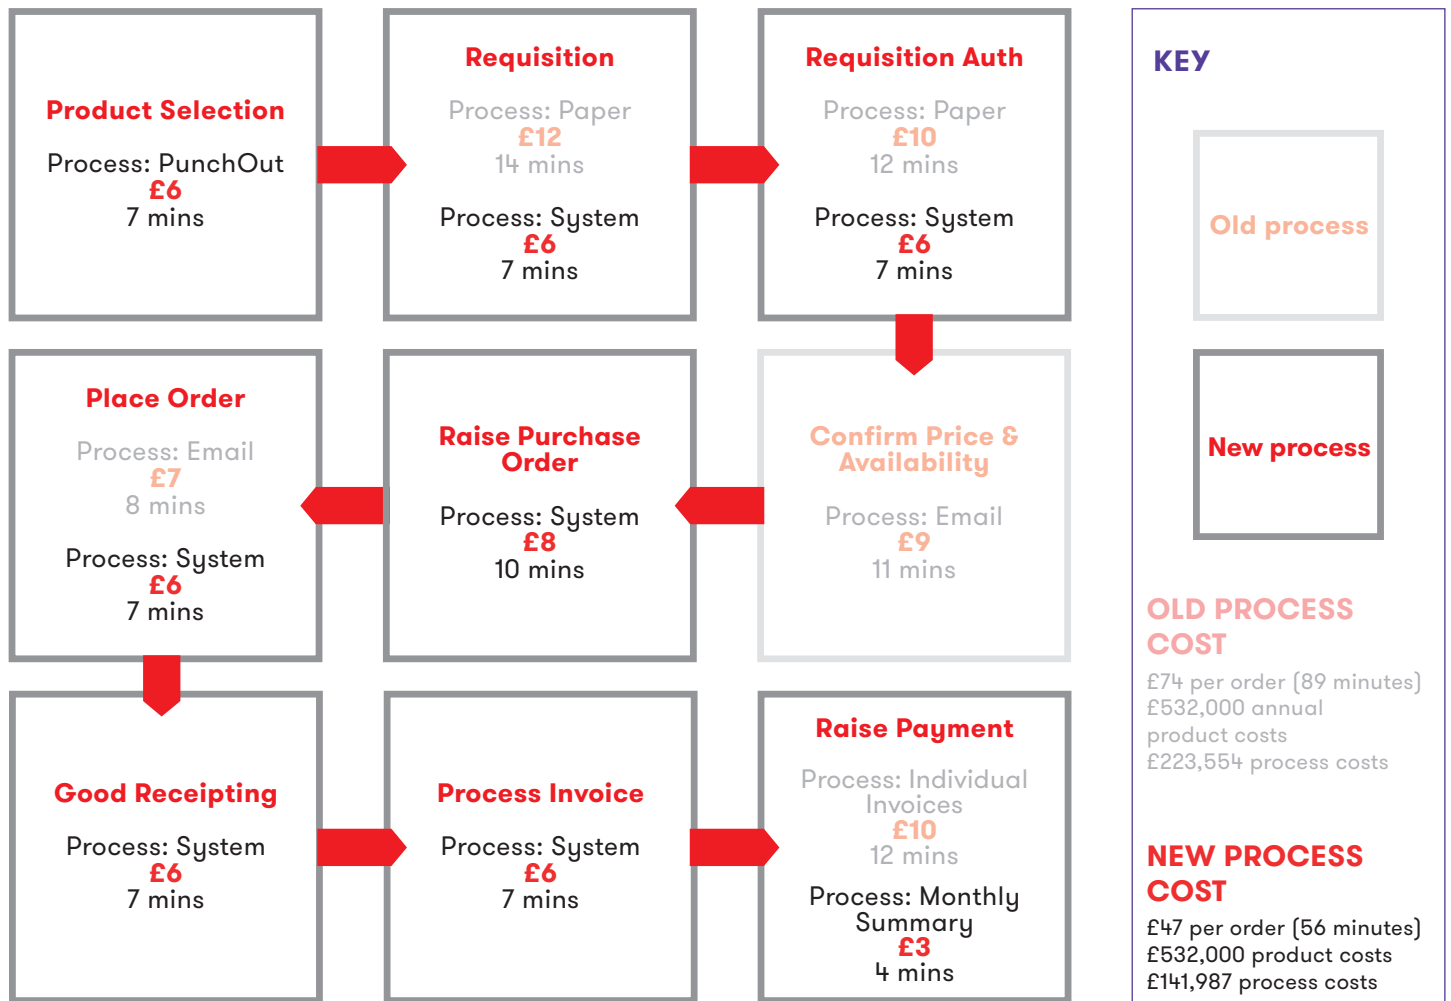 Product Selection
Process: PunchOut
£6
7 mins
Requisition
Process: Paper
£12
14 mins
Process: System
£6
7 mins
Requisition Auth
Process: Paper
£10
12 mins
Process: System
£6
7 mins
Confirm Price &
Availability
Process: Email
£9
11 mins
Raise Purchase
Order
Process: System
£8
10 mins
Place Order
Process: Email
£7
8 mins
Process: System
£6
7 mins
Good Receipting
Process: System
£6
7 mins
Process Invoice
Process: System
£6
7 mins
Raise Payment
Process: Individual
Invoices
£10
12 mins
Process: Monthly
Summary
£3
4 mins
KEY
Old process
New process
OLD PROCESS
COST
£74 per order (89 minutes)
£532,000 annual
product costs
£223,554 process costs
NEW PROCESS
COST
£47 per order (56 minutes)
£532,000 product costs
£141,987 process costs